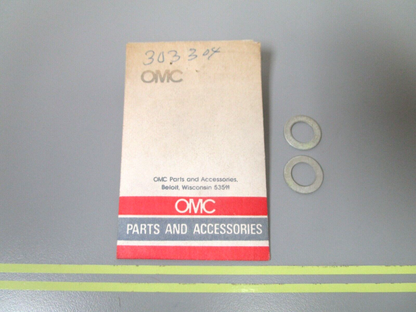 303304
OMC
OMC Parts and Accessories,
Beloit, Wisconsin 53511
OMC
PARTS AND ACCESSORIES